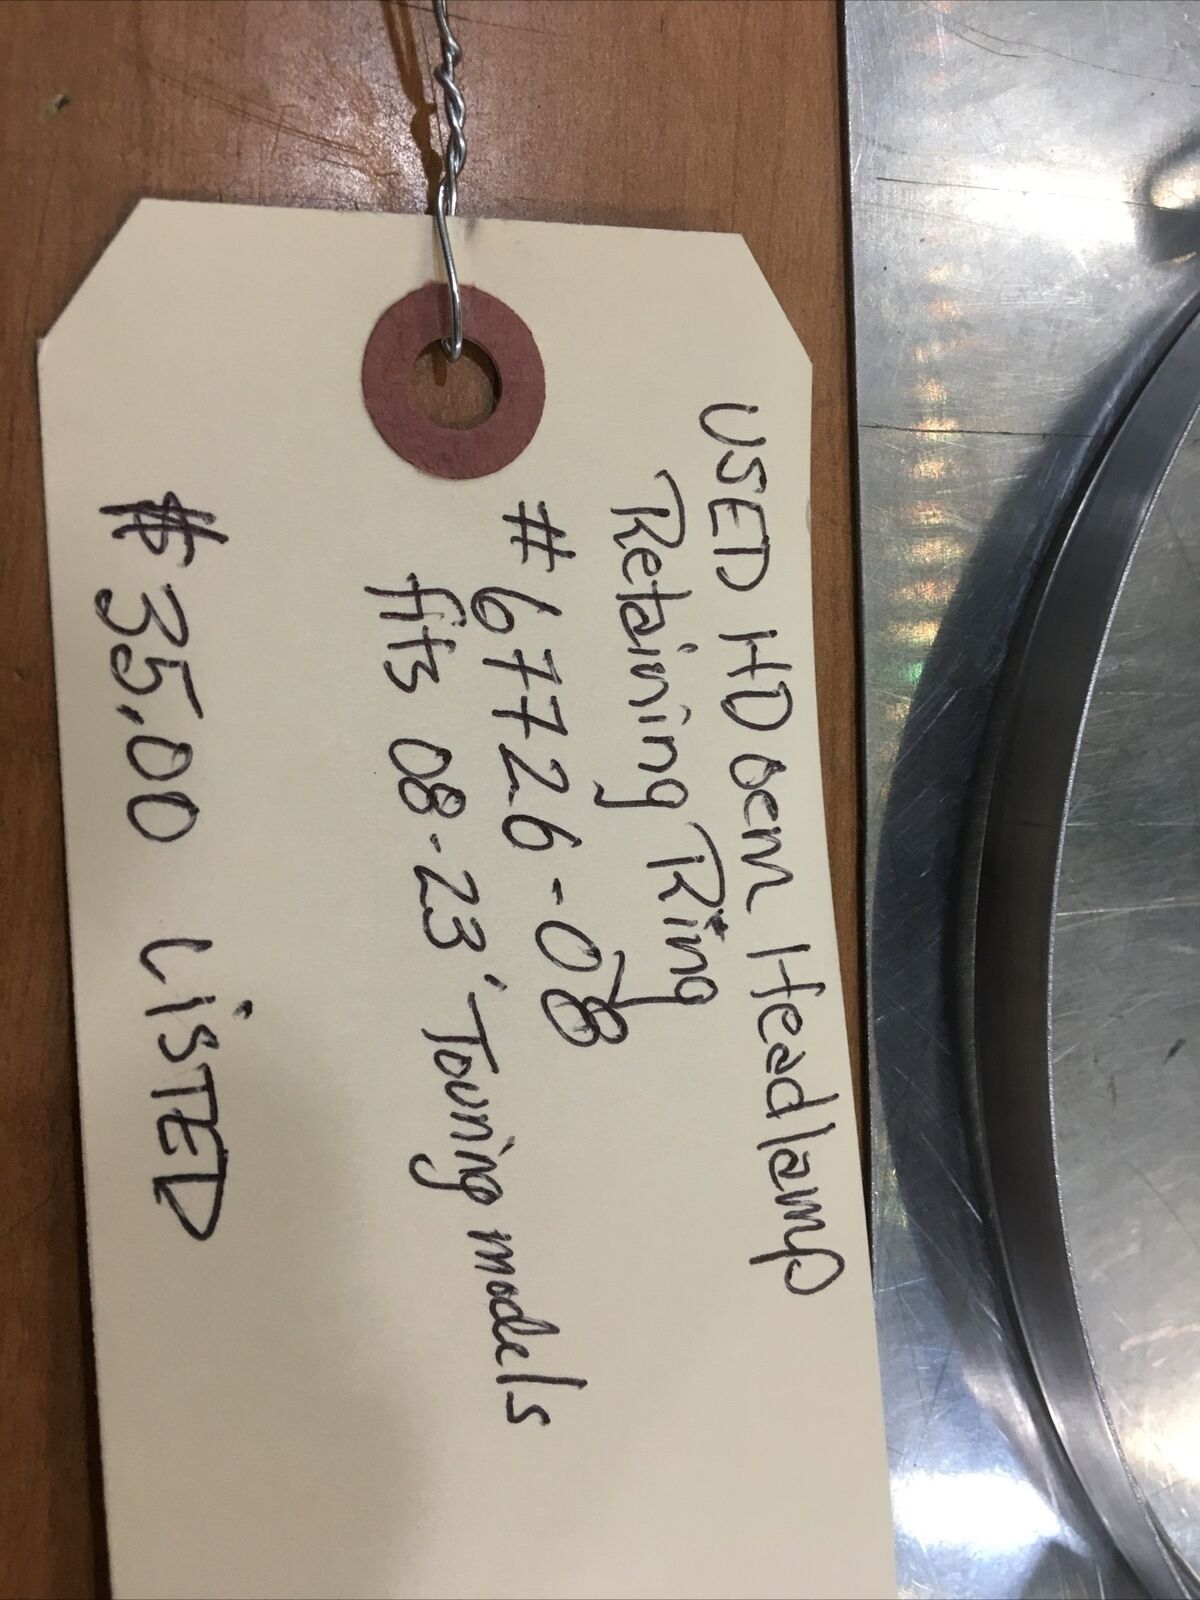 USED HD OEM Headlamp
Retaining Ring
# 67726-08
fits 08-23' Touring models
$35.00 LISTED